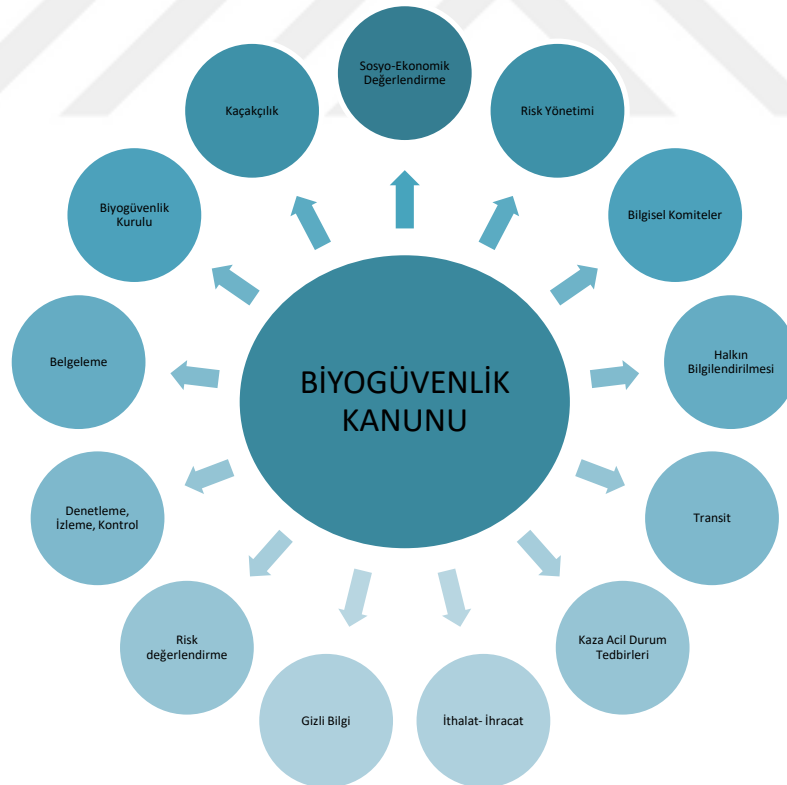 Sosyo-Ekonomik
Değerlendirme
Risk Yönetimi
Bilgisel Komiteler
Halkın
Bilgilendirilmesi
Transit
Kaza Acil Durum
Tedbirleri
İthalat- İhracat
Gizli Bilgi
Risk
değerlendirme
Denetleme,
İzleme, Kontrol
Belgeleme
Biyogüvenlik
Kurulu
Kaçakçılık
BİYOGÜVENLİK
KANUNU